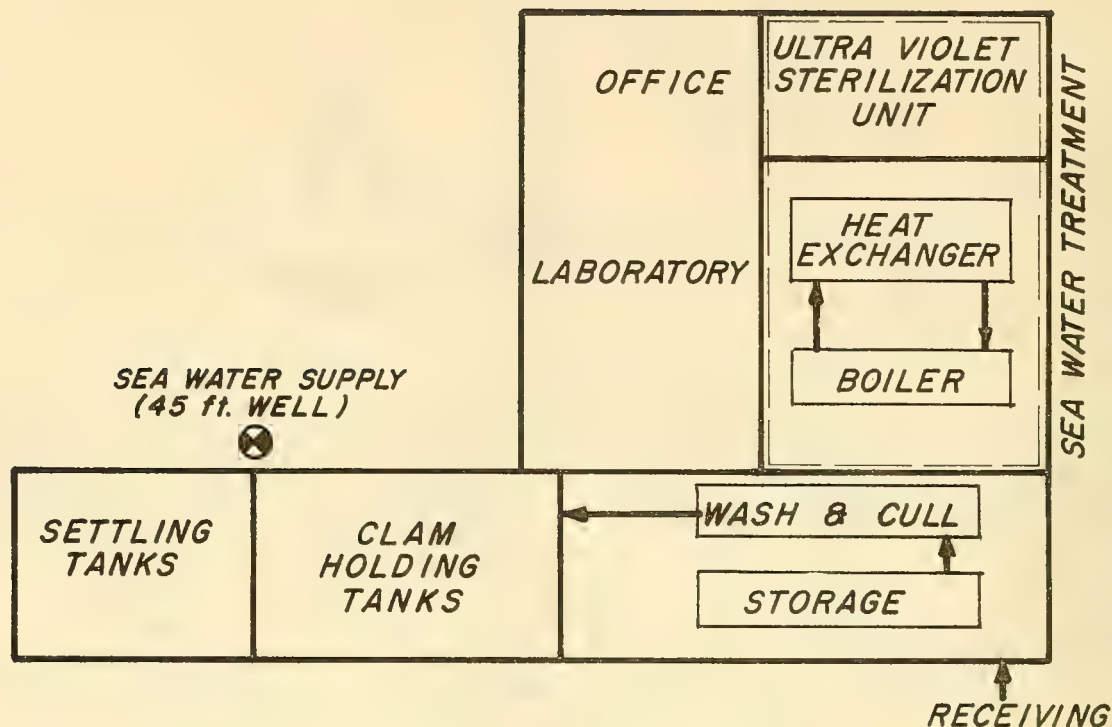 OFFICE
ULTRA VIOLET
STERILIZATION
UNIT
SEA WATER TREATMENT
HEAT
EXCHANGER
LABORATORY
BOILER
SEA WATER SUPPLY
(45 ft. WELL)
SETTLING
TANKS
CLAM
HOLDING
TANKS
WASH & CULL
STORAGE
RECEIVING